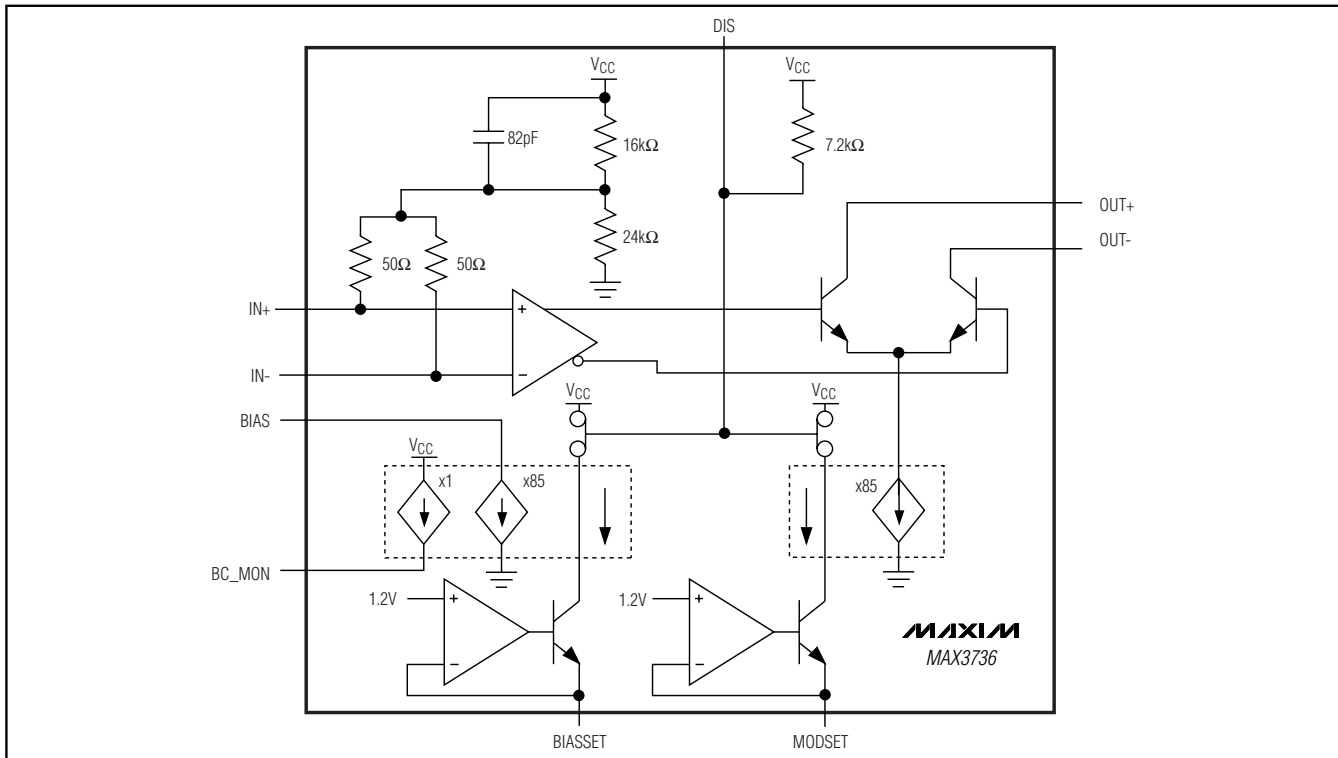 DIS
VCC
VCC
82pF
16kΩ
7.2kΩ
OUT+
24kΩ
OUT-
50Ω
50Ω
IN+
+
IN-
−
VCC
VCC
BIAS
VCC
x1
x85
x85
BC_MON
1.2V
+
1.2V
+
MAXIM
−
−
MAX3736
BIASSET
MODSET